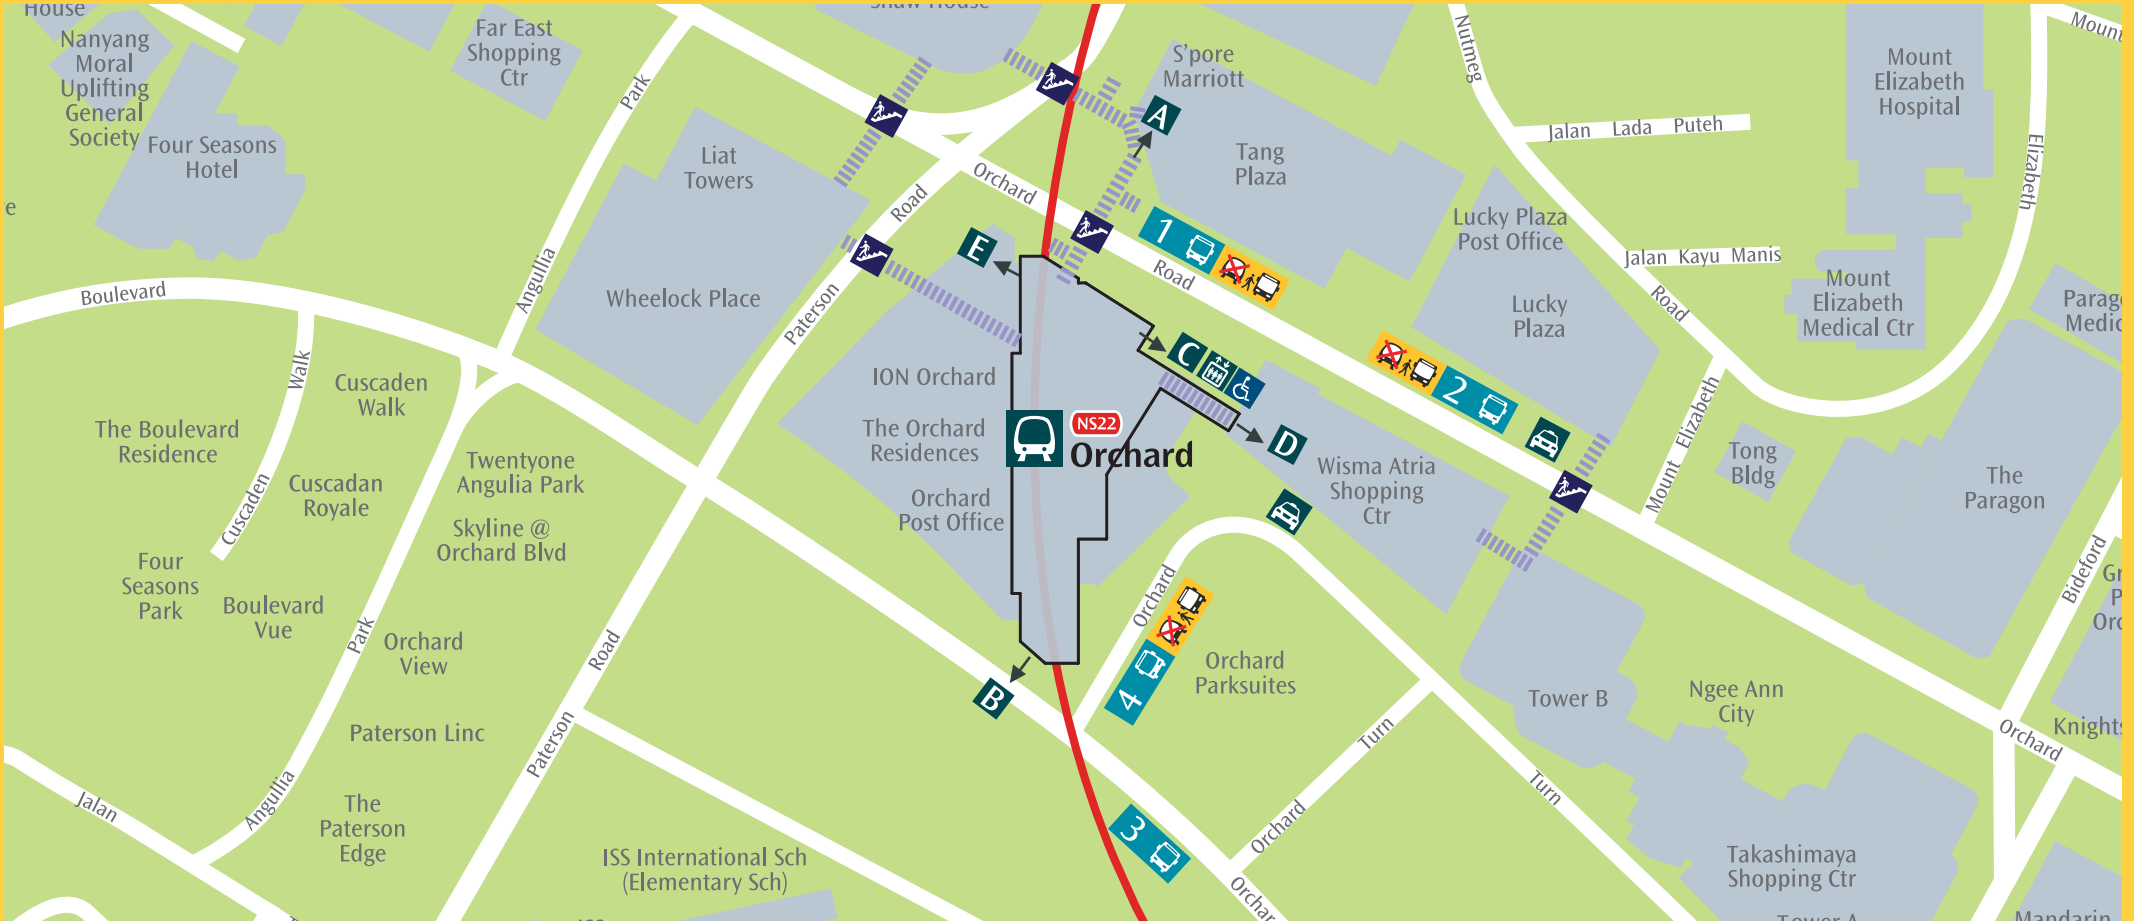 House
Nanyang
Moral
Uplifting
General
Society
Four Seasons
Hotel
Far East
Shopping
Ctr
Shaw House
S'pore
Marriott
A
Nutmeg
Mount
Mount
Elizabeth
Hospital
Jalan Lada Puteh
Elizabeth
Park
Liat
Towers
Orchard
Tang
Plaza
Road
E
1
Road
Lucky Plaza
Post Office
Jalan Kayu Manis
Road
Lucky
Plaza
Mount
Elizabeth
Medical Ctr
Boulevard
Angullia
Wheelock Place
Paterson
Walk
Cuscaden
Walk
ION Orchard
C
2
Mount Elizabeth
The Boulevard
Residence
Twentyone
Angulia Park
The Orchard
Residences
NS22
Orchard
D
Wisma Atria
Shopping
Ctr
Tong
Bldg
The
Paragon
Cuscaden
Cuscadan
Royale
Skyline @
Orchard Blvd
Orchard
Post Office
Four
Seasons
Park
Boulevard
Vue
Park
Orchard
View
Road
Orchard
4
Orchard
Parksuites
Bideford
B
Tower B
Ngee Ann
City
Paterson Linc
Paterson
Turn
Turn
Orchard
Knights
Jalan
Angullia
The
Paterson
Edge
Orchard
3
ISS International Sch
(Elementary Sch)
Takashimaya
Shopping Ctr
Tower A
Mandarin